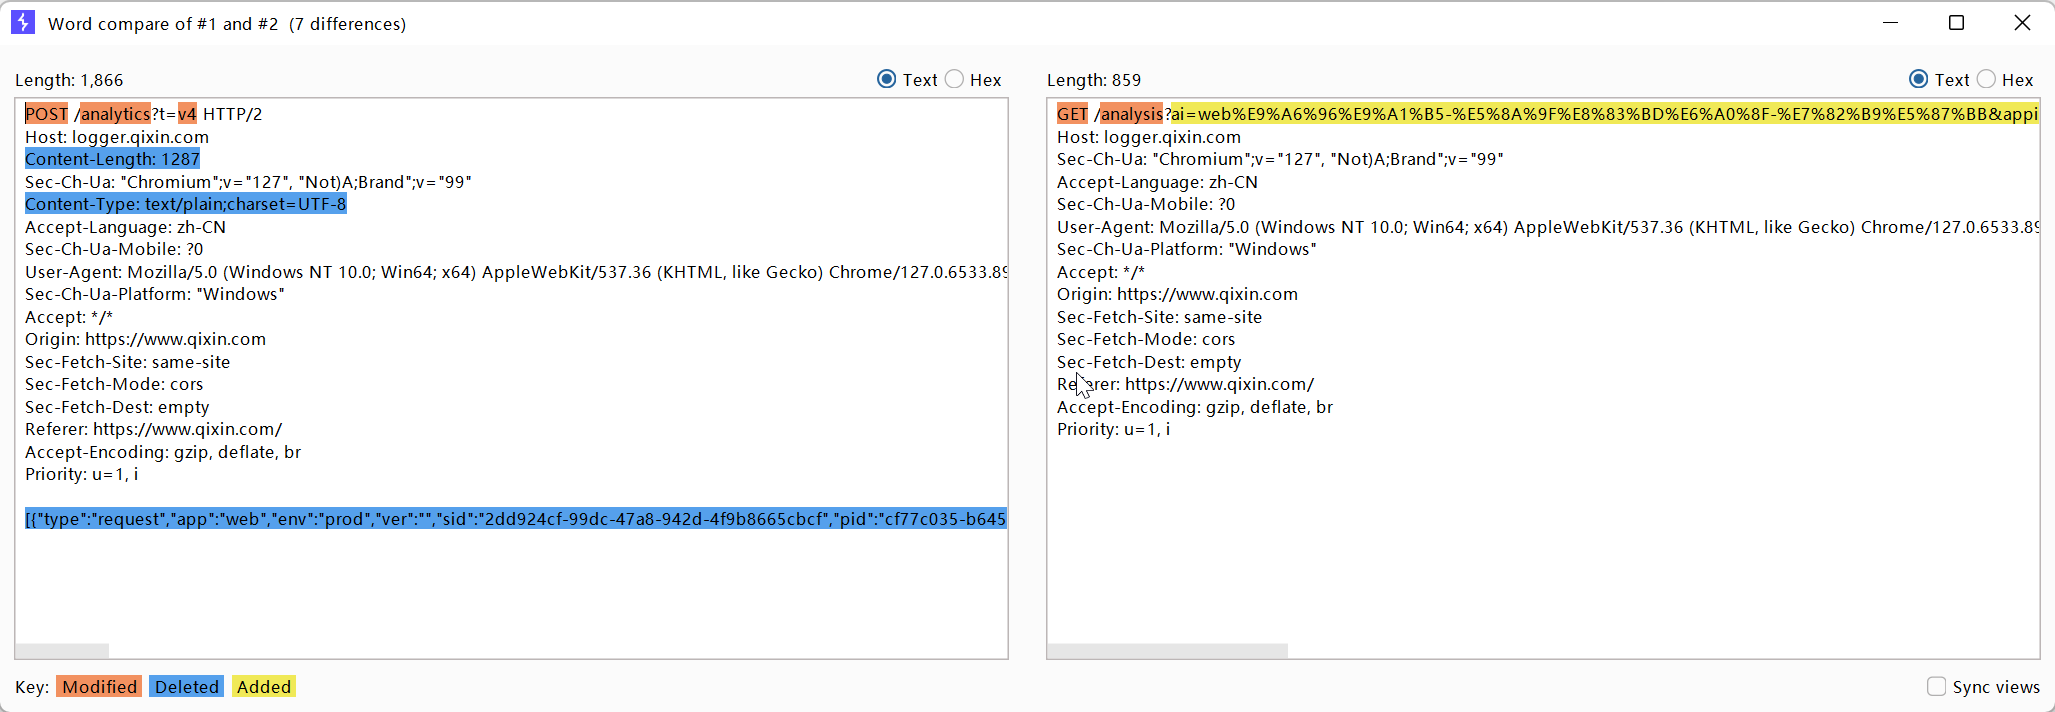 Word compare of #1 and #2 (7 differences)
Length: 1,866
Text
Hex
POST /analytics?t=v4 HTTP/2
Host: logger.qixin.com
Content-Length: 1287
Sec-Ch-Ua: "Chromium";v="127", "Not)A;Brand";v="99"
Content-Type: text/plain;charset=UTF-8
Accept-Language: zh-CN
Sec-Ch-Ua-Mobile: ?0
User-Agent: Mozilla/5.0 (Windows NT 10.0; Win64; x64) AppleWebKit/537.36 (KHTML, like Gecko) Chrome/127.0.6533.89
Sec-Ch-Ua-Platform: "Windows"
Accept: */*
Origin: https://www.qixin.com
Sec-Fetch-Site: same-site
Sec-Fetch-Mode: cors
Sec-Fetch-Dest: empty
Referer: https://www.qixin.com/
Accept-Encoding: gzip, deflate, br
Priority: u=1, i
[{"type":"request","app":"web","env":"prod","ver":"","sid":"2dd924cf-99dc-47a8-942d-4f9b8665cbcf","pid":"cf77c035-b645
Length: 859
Text
Hex
GET /analysis?ai=web%E9%A6%96%E9%A1%B5-%E5%8A%9F%E8%83%BD%E6%A0%8F-%E7%82%B9%E5%87%BB&appi
Host: logger.qixin.com
Sec-Ch-Ua: "Chromium";v="127", "Not)A;Brand";v="99"
Accept-Language: zh-CN
Sec-Ch-Ua-Mobile: ?0
User-Agent: Mozilla/5.0 (Windows NT 10.0; Win64; x64) AppleWebKit/537.36 (KHTML, like Gecko) Chrome/127.0.6533.89
Sec-Ch-Ua-Platform: "Windows"
Accept: */*
Origin: https://www.qixin.com
Sec-Fetch-Site: same-site
Sec-Fetch-Mode: cors
Sec-Fetch-Dest: empty
Referer: https://www.qixin.com/
Accept-Encoding: gzip, deflate, br
Priority: u=1, i
Key: Modified Deleted Added
Sync views